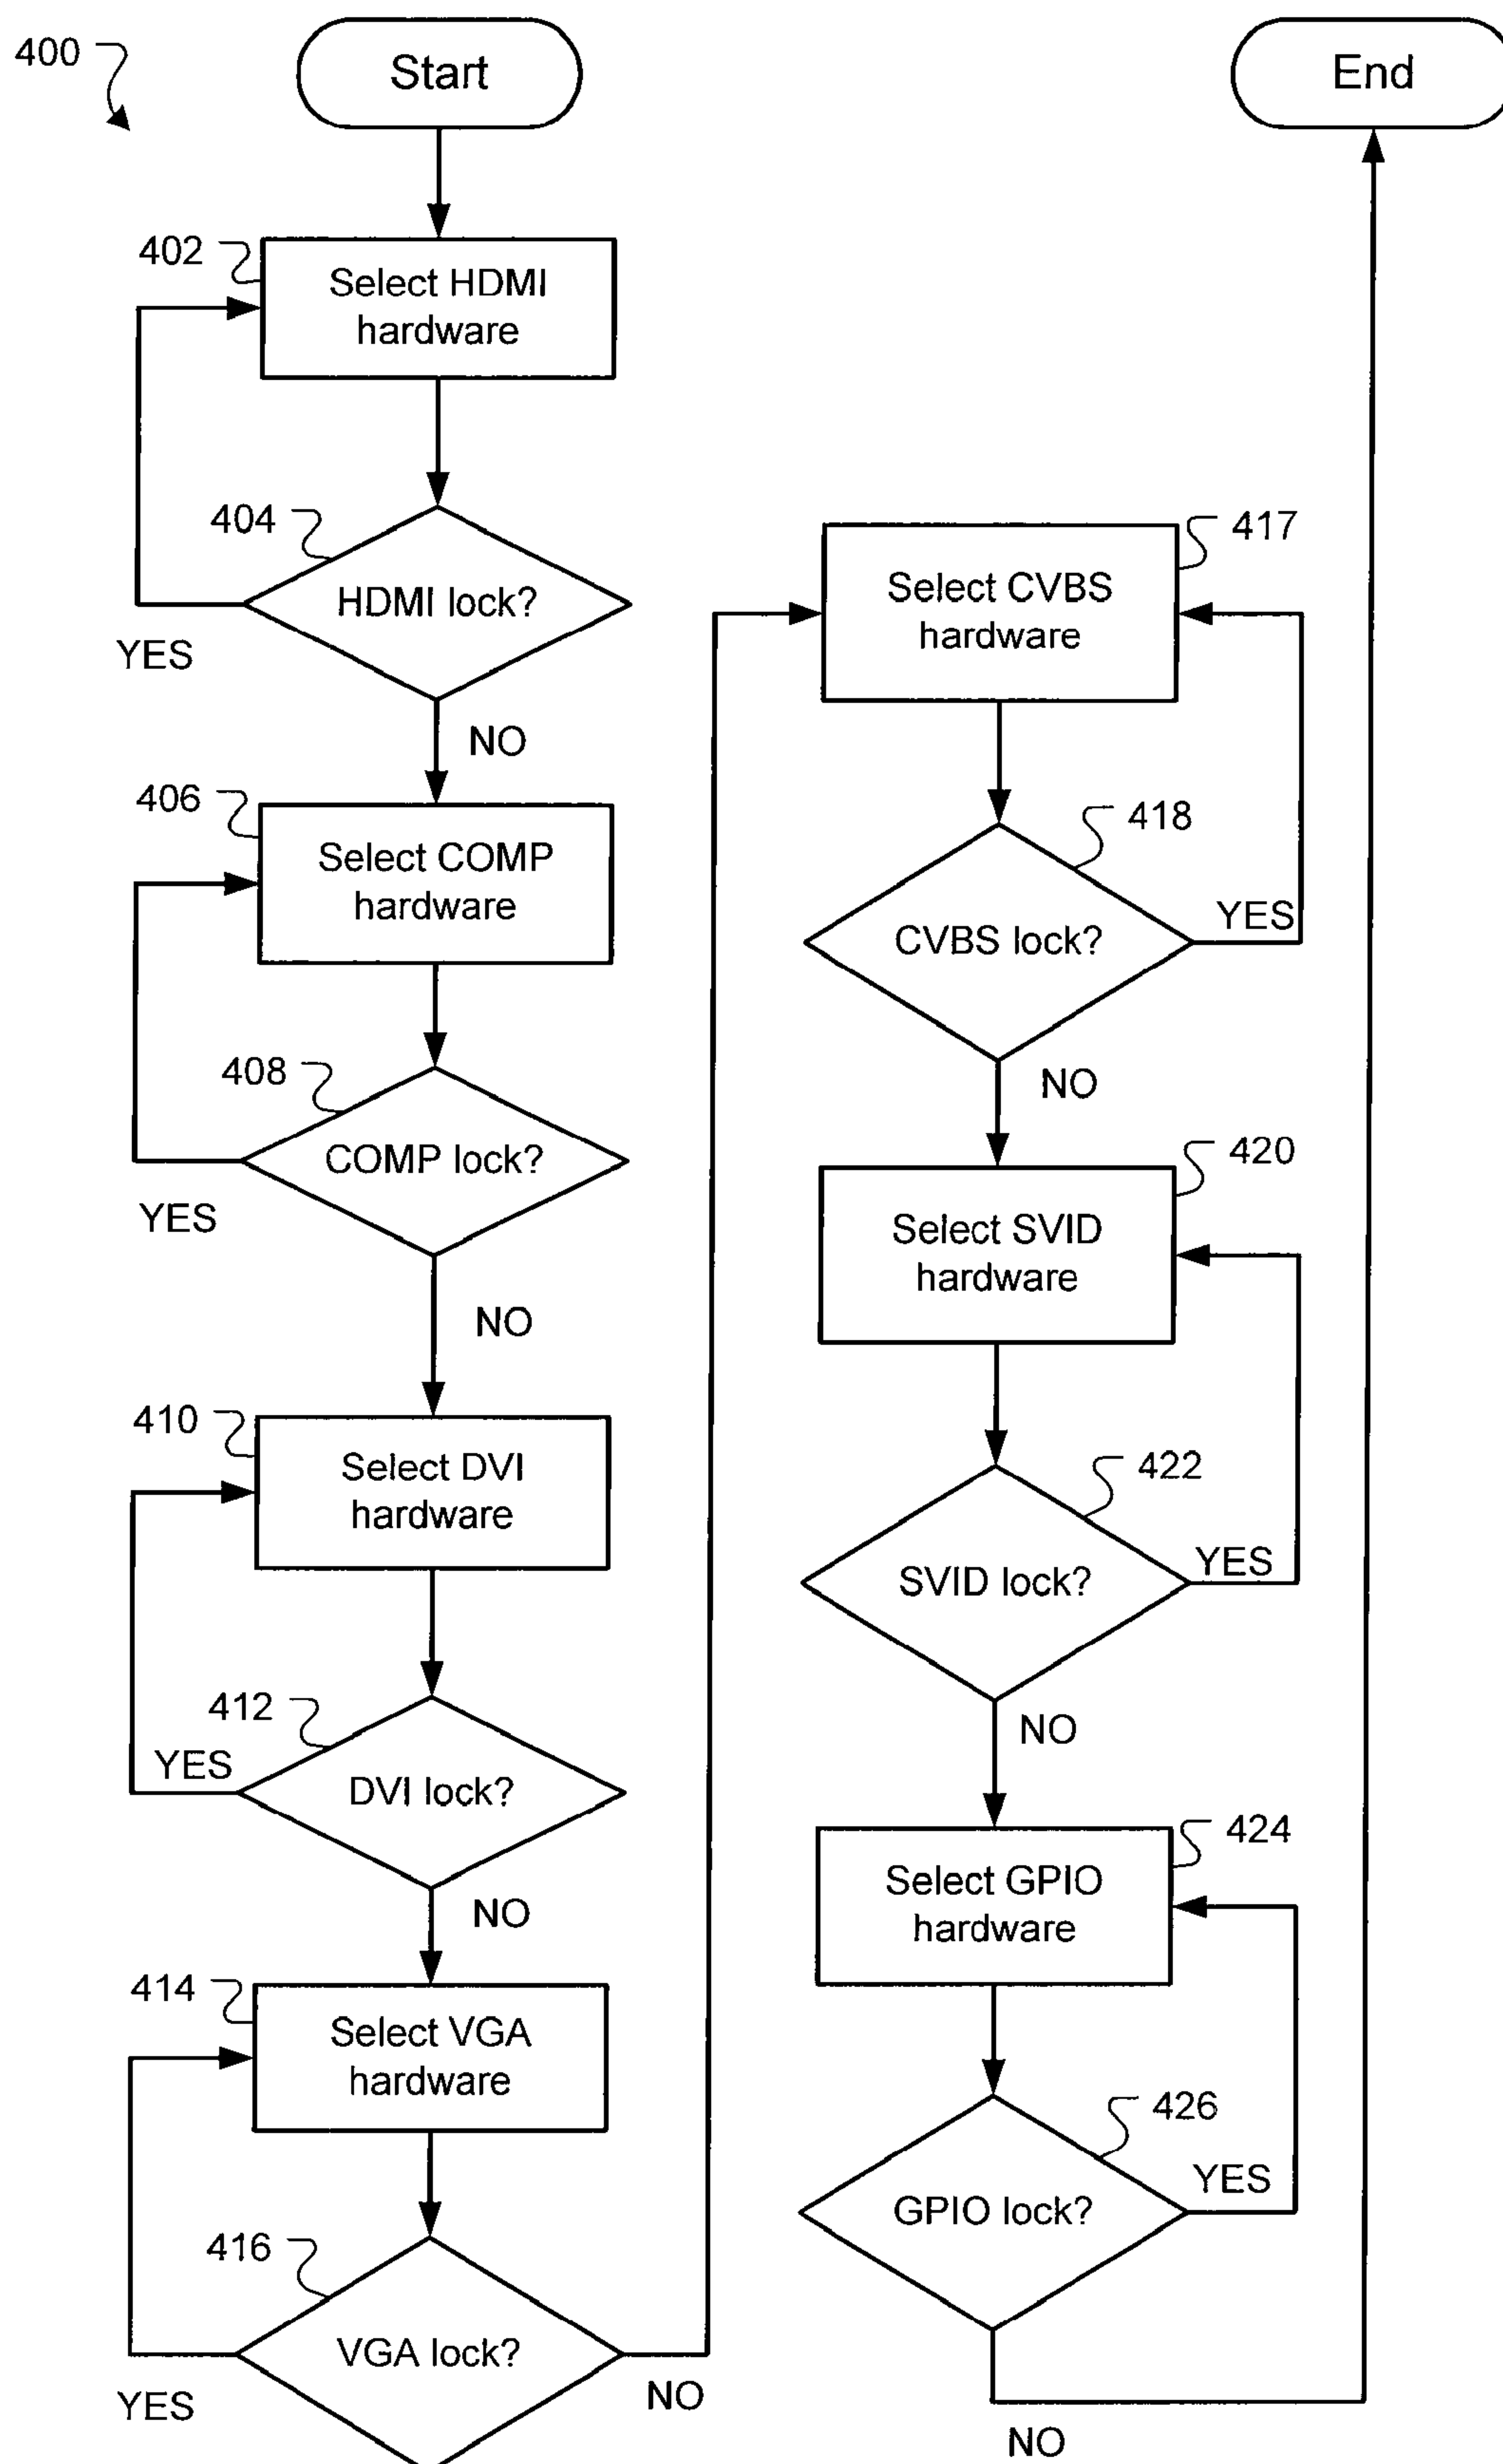 400
Start
402
Select HDMI
hardware
404
HDMI lock?
YES
NO
406
Select COMP
hardware
408
COMP lock?
YES
NO
410
Select DVI
hardware
412
YES
DVI lock?
NO
414
Select VGA
hardware
416
VGA lock?
YES
NO
417
Select CVBS
hardware
418
CVBS lock?
YES
NO
420
Select SVID
hardware
422
SVID lock?
YES
NO
424
Select GPIO
hardware
426
GPIO lock?
YES
NO
End